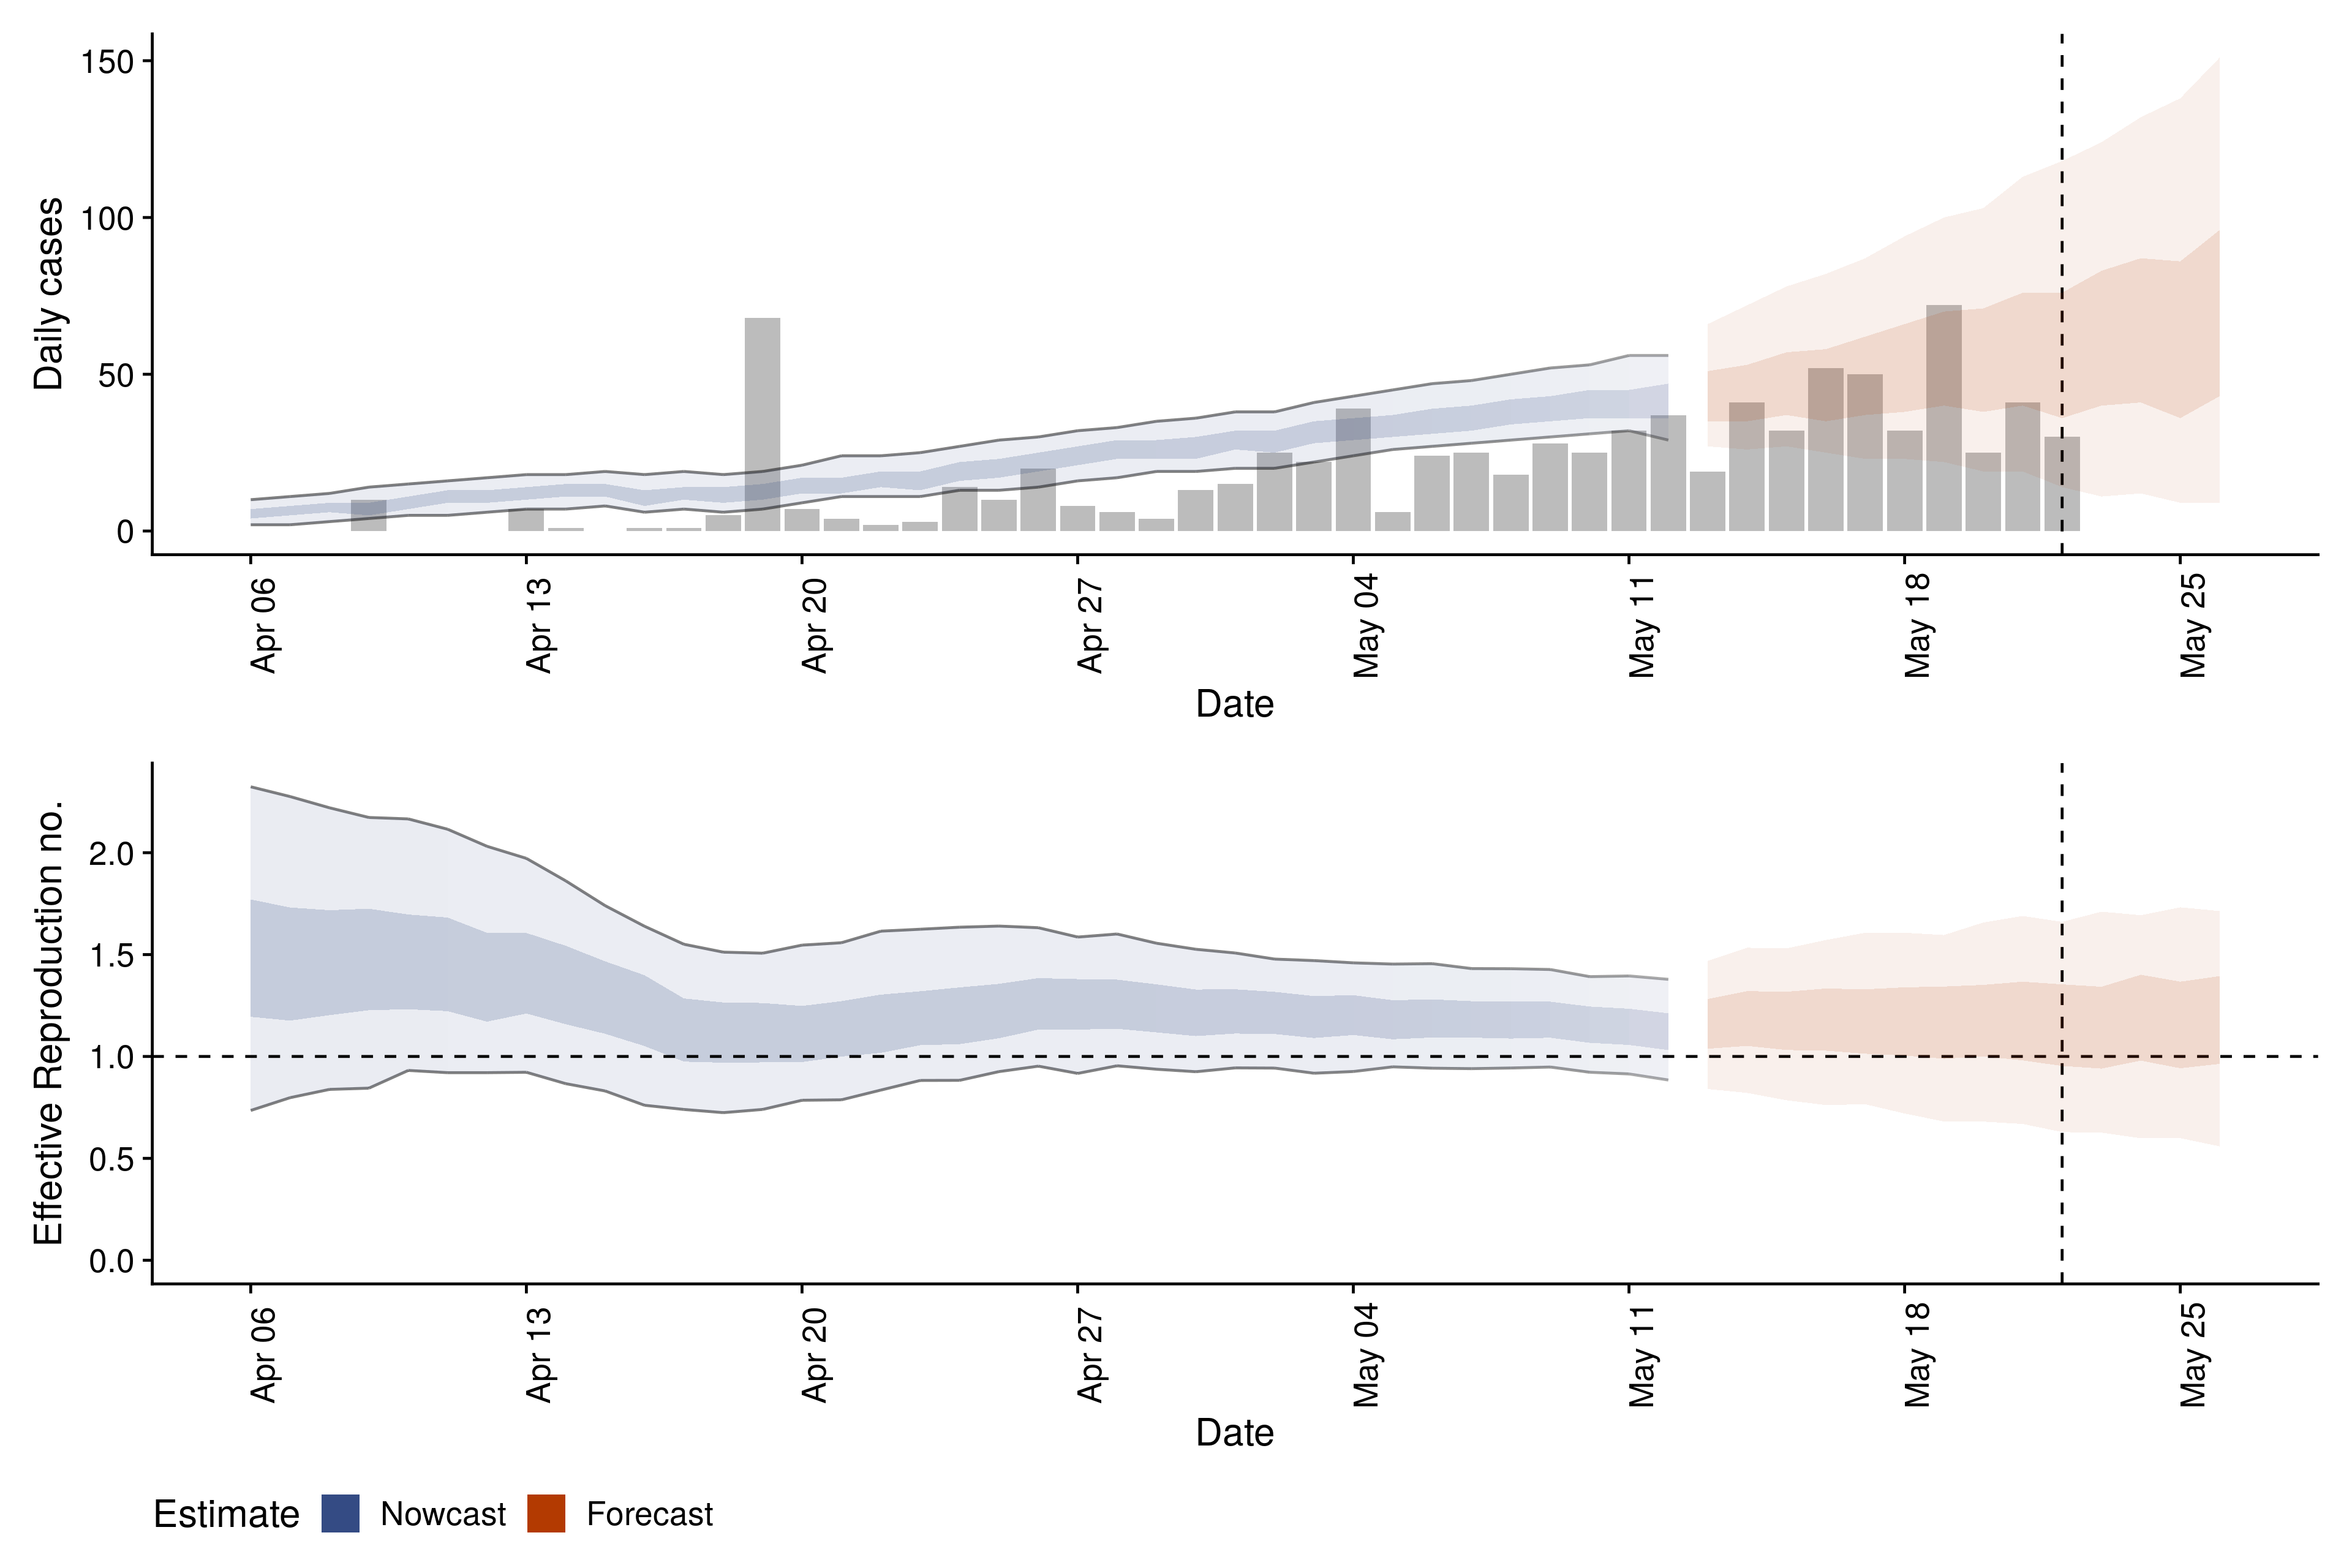 150
100
50
0
Daily cases
Apr 06
Apr 13
Apr 20
Apr 27
May 04
May 11
May 18
May 25
Date
2.0
1.5
1.0
0.5
0.0
Effective Reproduction no.
Apr 06
Apr 13
Apr 20
Apr 27
May 04
May 11
May 18
May 25
Date
Estimate Nowcast Forecast